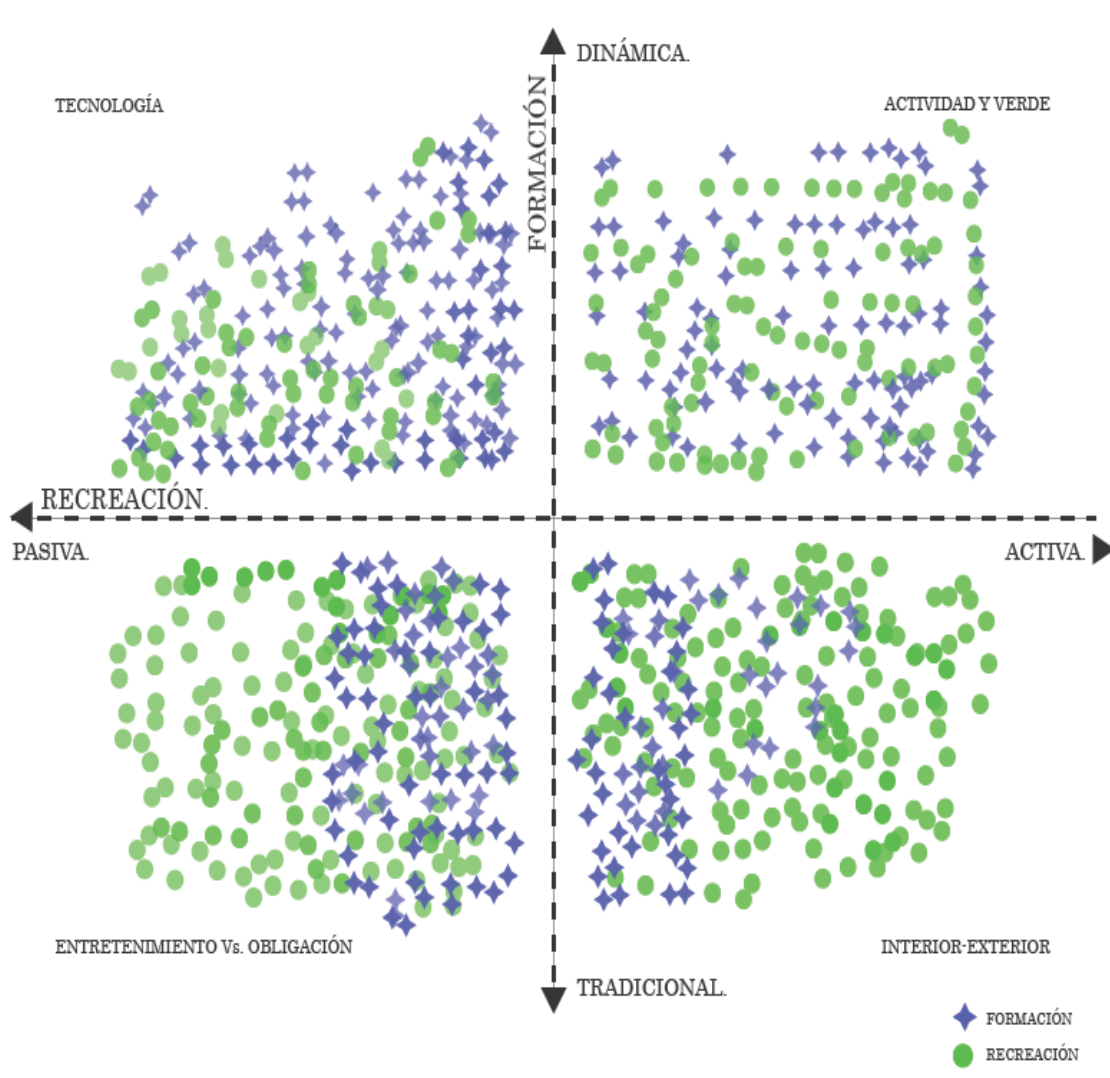 DINÁMICA.
TECNOLOGÍA
ACTIVIDAD Y VERDE
FORMACIÓN
RECREACIÓN.
PASIVA.
ACTIVA.
ENTRETENIMIENTO Vs. OBLIGACIÓN
INTERIOR-EXTERIOR
TRADICIONAL.
FORMACIÓN
RECREACIÓN